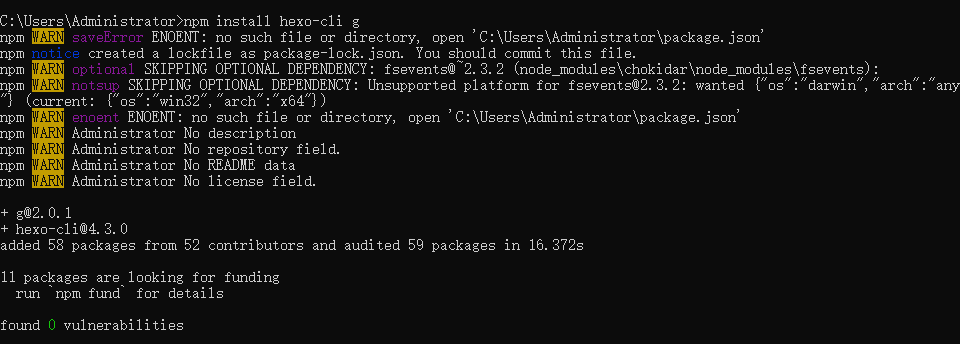 C:\Users\Administrator>npm install hexo-cli g
npm WARN saveError ENOENT: no such file or directory, open 'C:\Users\Administrator\package.json'
npm notice created a lockfile as package-lock.json. You should commit this file.
npm WARN optional SKIPPING OPTIONAL DEPENDENCY: fsevents@~2.3.2 (node_modules\chokidar\node_modules\fsevents):
npm WARN notsup SKIPPING OPTIONAL DEPENDENCY: Unsupported platform for fsevents@2.3.2: wanted {"os":"darwin","arch":"any
"} (current: {"os":"win32","arch":"x64"})
npm WARN enoent ENOENT: no such file or directory, open 'C:\Users\Administrator\package.json'
npm WARN Administrator No description
npm WARN Administrator No repository field.
npm WARN Administrator No README data
npm WARN Administrator No license field.
+ g@2.0.1
+ hexo-cli@4.3.0
added 58 packages from 52 contributors and audited 59 packages in 16.372s
11 packages are looking for funding
run `npm fund` for details
found 0 vulnerabilities